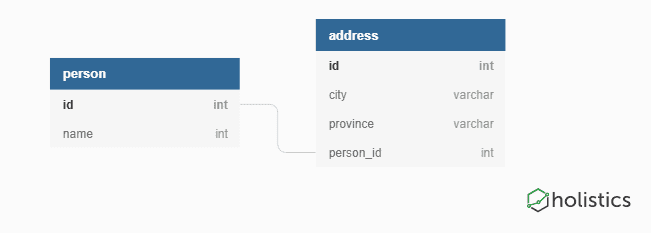 person
id int
name int
address
id int
city varchar
province varchar
person_id int
holistics